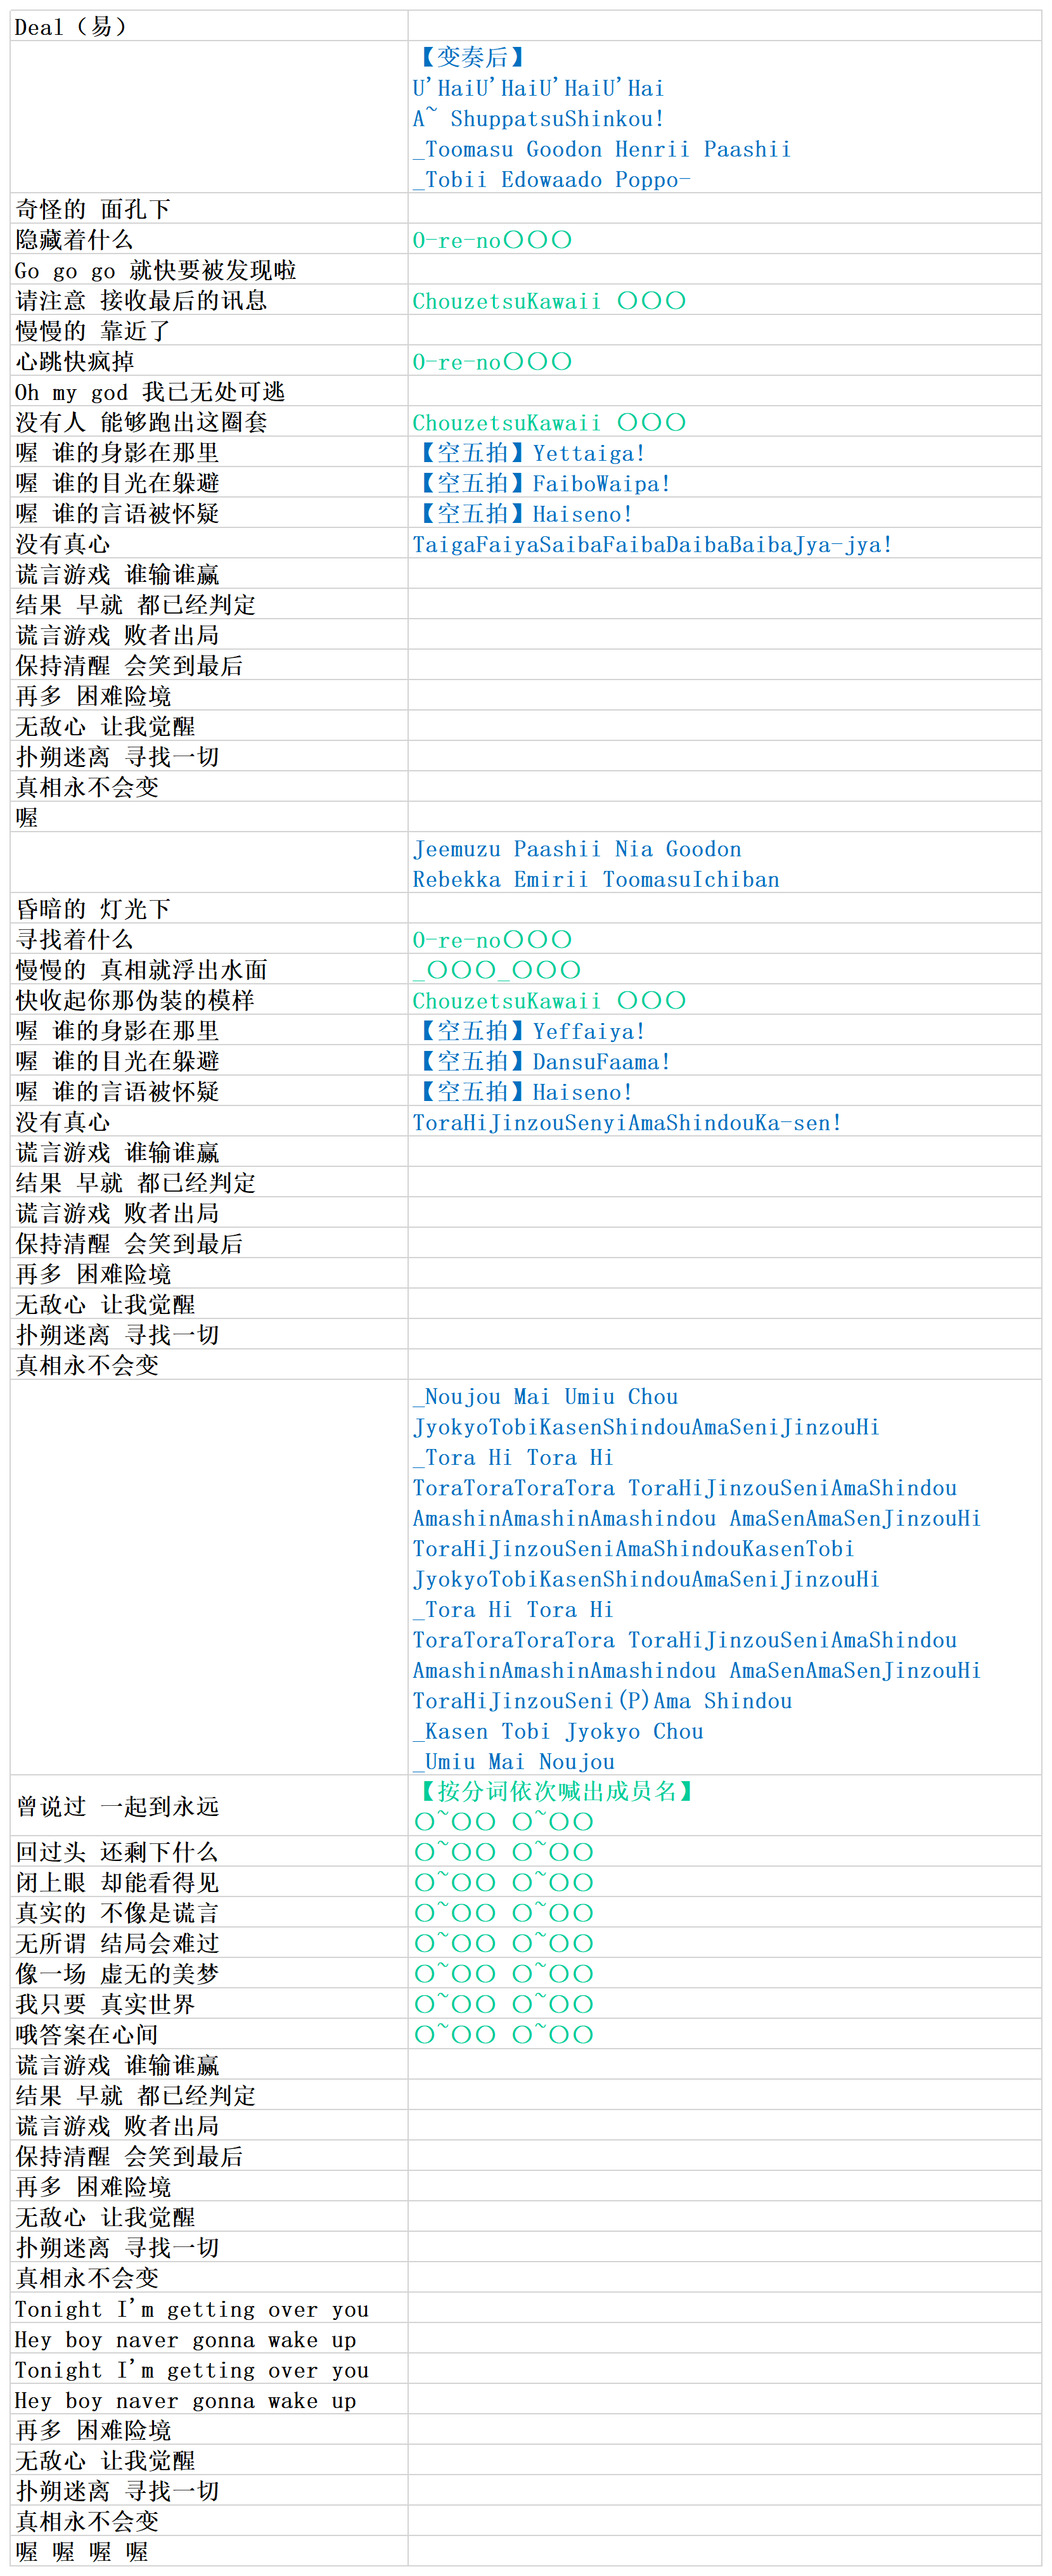 Deal（易）
【变奏后】
U'HaiU'HaiU'HaiU'Hai
A~ ShuppatsuShinkou!
_Toomasu Goodon Henrii Paashii
_Tobii Edowaado Poppo-
奇怪的 面孔下
隐藏着什么
O-re-no〇〇〇
Go go go 就快要被发现啦
请注意 接收最后的讯息
ChouzetsuKawaii 〇〇〇
慢慢的 靠近了
心跳快疯掉
O-re-no〇〇〇
Oh my god 我已无处可逃
没有人 能够跑出这圈套
ChouzetsuKawaii 〇〇〇
喔 谁的身影在那里
【空五拍】Yettaiga!
喔 谁的目光在躲避
【空五拍】FaiboWaipa!
喔 谁的言语被怀疑
【空五拍】Haiseno!
没有真心
TaigaFaiyaSaibaFaibaDaibaBaibaJya-jya!
谎言游戏 谁输谁赢
结果 早就 都已经判定
谎言游戏 败者出局
保持清醒 会笑到最后
再多 困难险境
无敌心 让我觉醒
扑朔迷离 寻找一切
真相永不会变
喔
Jeemuzu Paashii Nia Goodon
Rebekka Emirii ToomasuIchiban
昏暗的 灯光下
寻找着什么
O-re-no〇〇〇
慢慢的 真相就浮出水面
_〇〇〇_〇〇〇
快收起你那伪装的模样
ChouzetsuKawaii 〇〇〇
喔 谁的身影在那里
【空五拍】Yeffaiya!
喔 谁的目光在躲避
【空五拍】DansuFaama!
喔 谁的言语被怀疑
【空五拍】Haiseno!
没有真心
ToraHiJinzouSenyiAmaShindouKa-sen!
谎言游戏 谁输谁赢
结果 早就 都已经判定
谎言游戏 败者出局
保持清醒 会笑到最后
再多 困难险境
无敌心 让我觉醒
扑朔迷离 寻找一切
真相永不会变
_Noujou Mai Umiu Chou
JyokyoTobiKasenShindouAmaSeniJinzouHi
_Tora Hi Tora Hi
ToraToraToraTora ToraHiJinzouSeniAmaShindou
AmashinAmashinAmashindou AmaSenAmaSenJinzouHi
ToraHiJinzouSeniAmaShindouKasenTobi
JyokyoTobiKasenShindouAmaSeniJinzouHi
_Tora Hi Tora Hi
ToraToraToraTora ToraHiJinzouSeniAmaShindou
AmashinAmashinAmashindou AmaSenAmaSenJinzouHi
ToraHiJinzouSeni(P)Ama Shindou
_Kasen Tobi Jyokyo Chou
_Umiu Mai Noujou
曾说过 一起到永远
【按分词依次喊出成员名】
〇~〇〇 〇~〇〇
回过头 还剩下什么
〇~〇〇 〇~〇〇
闭上眼 却能看得见
〇~〇〇 〇~〇〇
真实的 不像是谎言
〇~〇〇 〇~〇〇
无所谓 结局会难过
〇~〇〇 〇~〇〇
像一场 虚无的美梦
〇~〇〇 〇~〇〇
我只要 真实世界
〇~〇〇 〇~〇〇
哦答案在心间
〇~〇〇 〇~〇〇
谎言游戏 谁输谁赢
结果 早就 都已经判定
谎言游戏 败者出局
保持清醒 会笑到最后
再多 困难险境
无敌心 让我觉醒
扑朔迷离 寻找一切
真相永不会变
Tonight I'm getting over you
Hey boy naver gonna wake up
Tonight I'm getting over you
Hey boy naver gonna wake up
再多 困难险境
无敌心 让我觉醒
扑朔迷离 寻找一切
真相永不会变
喔 喔 喔 喔